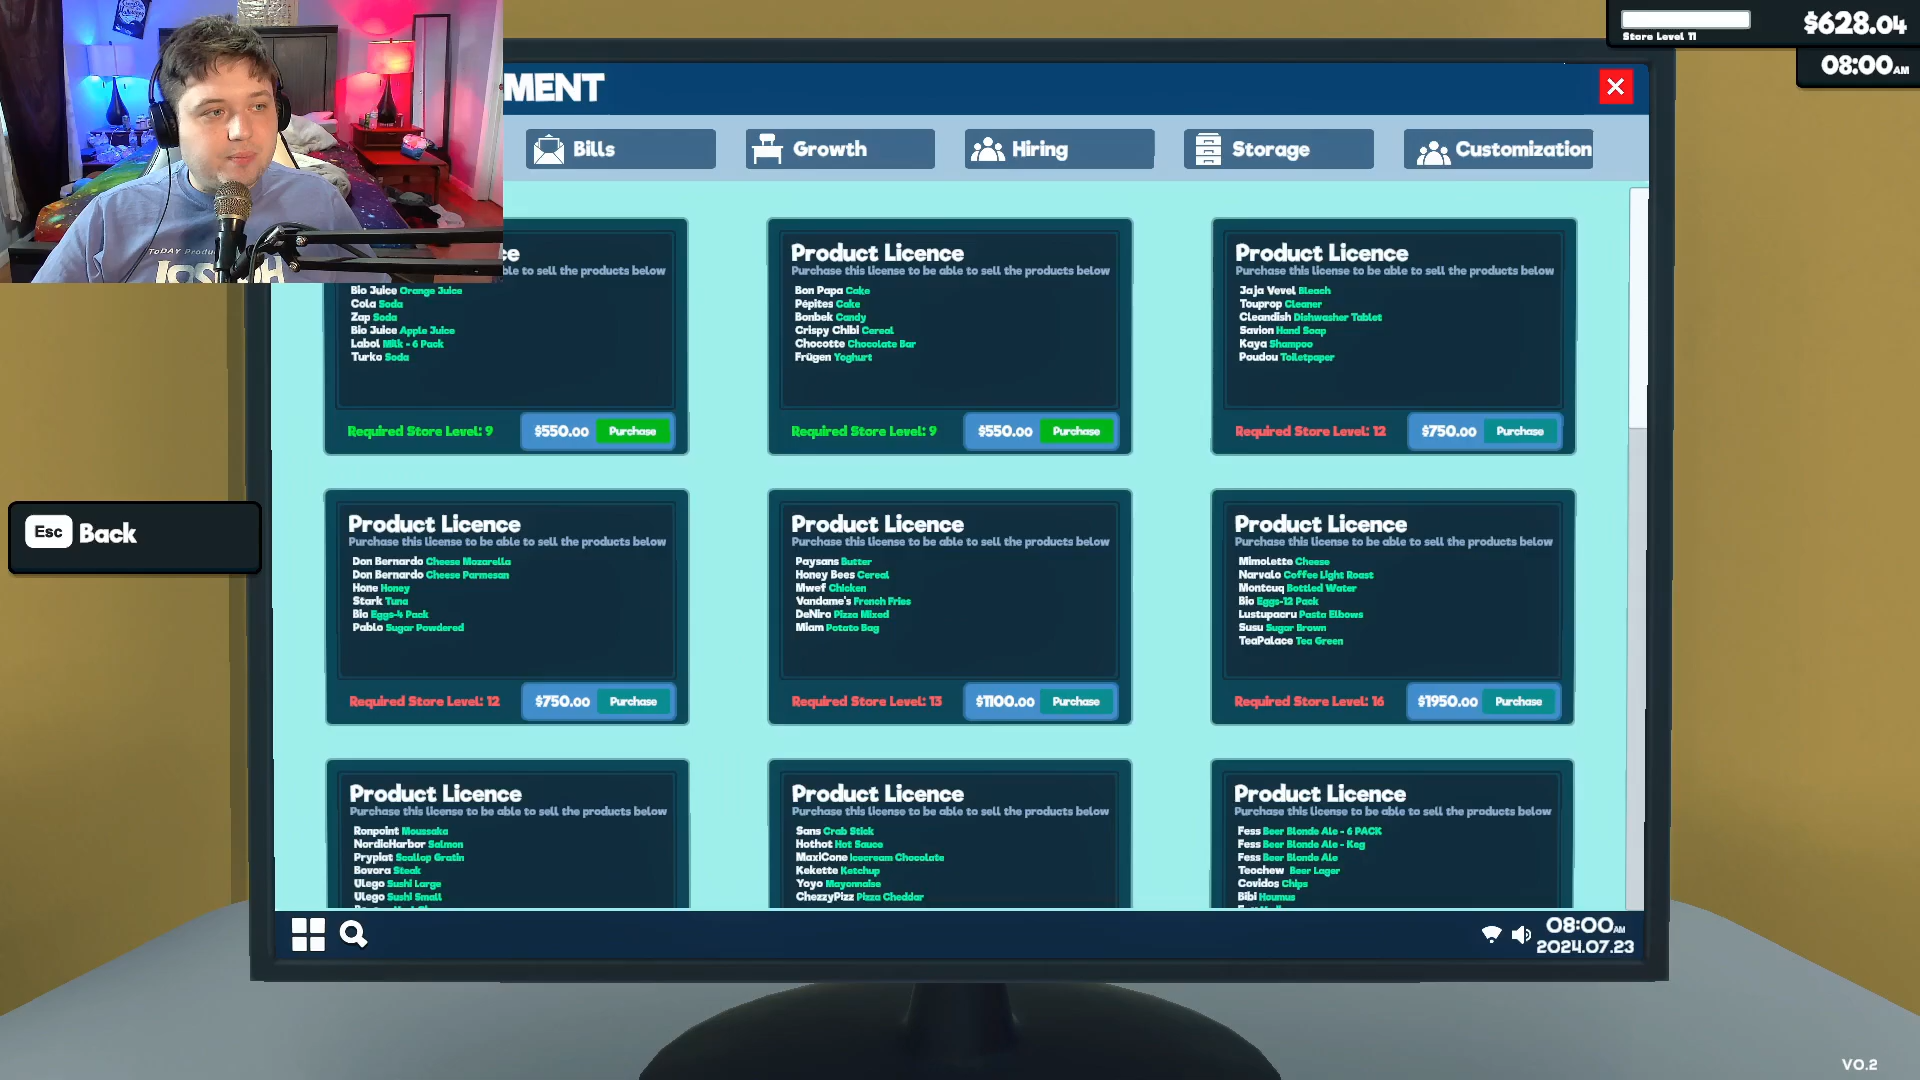 $628.04
Store Level 11
08:00AM
MENT
Bills
Growth
Hiring
Storage
Customization
ToDAY
JOSEPH
ce
ble to sell the products below
Bio Juice Orange Juice
Cola Soda
Zap Soda
Bio Juice Apple Juice
Labol Milk - 6 Pack
Turko Soda
Required Store Level: 9
$550.00
Purchase
Product Licence
Purchase this license to be able to sell the products below
Bon Papa Cake
Pépites Cake
Bonbek Candy
Crispy Chibi Cereal
Chocotte Chocolate Bar
Frügen Yoghurt
Required Store Level: 9
$550.00
Purchase
Product Licence
Purchase this license to be able to sell the products below
Jaja Vevel Bleach
Touprop Cleaner
Cleandish Dishwasher Tablet
Savion Hand Soap
Kaya Shampoo
Poudou Toiletpaper
Required Store Level: 12
$750.00
Purchase
Esc Back
Product Licence
Purchase this license to be able to sell the products below
Don Bernardo Cheese Mozarella
Don Bernardo Cheese Parmesan
Hone Honey
Stark Tuna
Bio Eggs-4 Pack
Pablo Sugar Powdered
Required Store Level: 12
$750.00
Purchase
Product Licence
Purchase this license to be able to sell the products below
Paysans Butter
Honey Bees Cereal
Mwef Chicken
Vandame's French Fries
DeNiro Pizza Mixed
Miam Potato Bag
Required Store Level: 13
$1100.00
Purchase
Product Licence
Purchase this license to be able to sell the products below
Mimolette Cheese
Narvalo Coffee Light Roast
Montcuq Bottled Water
Bio Eggs-12 Pack
Lustupacru Pasta Elbows
Susu Sugar Brown
TeaPalace Tea Green
Required Store Level: 16
$1950.00
Purchase
Product Licence
Purchase this license to be able to sell the products below
Ronpoint Moussaka
NordicHarbor Salmon
Prypiat Scallop Gratin
Bovora Steak
Ulego Sushi Large
Ulego Sushi Small
Product Licence
Purchase this license to be able to sell the products below
Sans Crab Stick
Hothot Hot Sauce
MaxiCone Icecream Chocolate
Kekette Ketchup
Yoyo Mayonnaise
ChezzyPizz Pizza Cheddar
Product Licence
Purchase this license to be able to sell the products below
Fess Beer Blonde Ale - 6 PACK
Fess Beer Blonde Ale - Keg
Fess Beer Blonde Ale
Teochew Beer Lager
Covidos Chips
Bibi Houmus
08:00AM
2024.07.23
V0.2